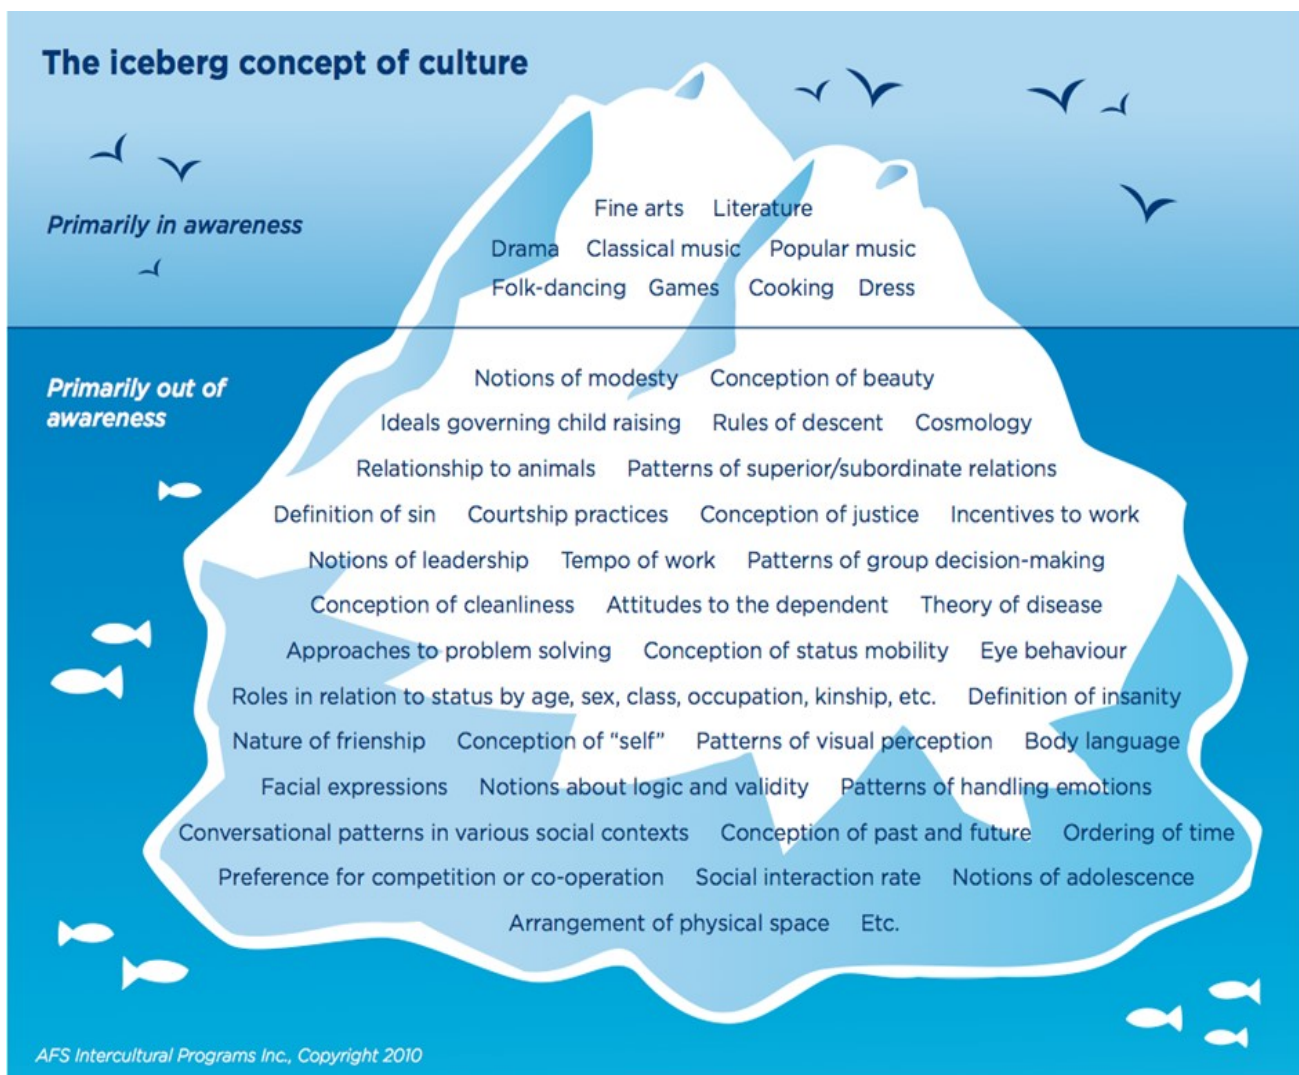 The iceberg concept of culture
Primarily in awareness
Fine arts Literature
Drama Classical music Popular music
Folk-dancing Games Cooking Dress
Primarily out of
awareness
Notions of modesty Conception of beauty
Ideals governing child raising Rules of descent Cosmology
Relationship to animals Patterns of superior/subordinate relations
Definition of sin Courtship practices Conception of justice Incentives to work
Notions of leadership Tempo of work Patterns of group decision-making
Conception of cleanliness Attitudes to the dependent Theory of disease
Approaches to problem solving Conception of status mobility Eye behaviour
Roles in relation to status by age, sex, class, occupation, kinship, etc. Definition of insanity
Nature of frienship Conception of “self” Patterns of visual perception Body language
Facial expressions Notions about logic and validity Patterns of handling emotions
Conversational patterns in various social contexts Conception of past and future Ordering of time
Preference for competition or co-operation Social interaction rate Notions of adolescence
Arrangement of physical space Etc.
AFS Intercultural Programs Inc., Copyright 2010